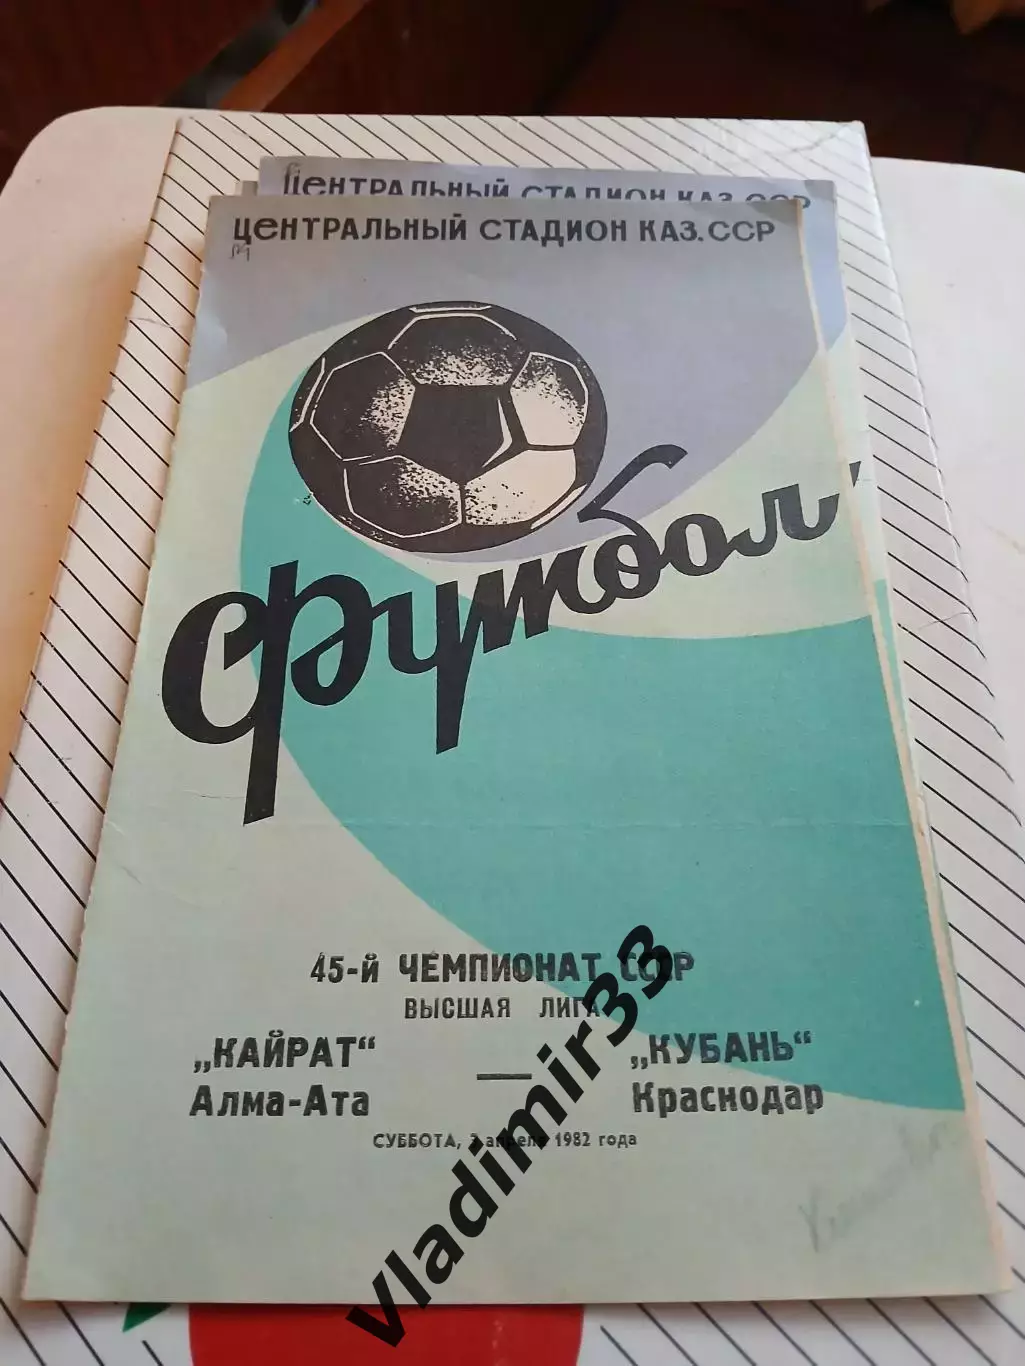 ЦЕНТРАЛЬНЫЙ СТАДИОН КАЗ. ССР
ЦЕНТРАЛЬНЫЙ СТАДИОН КАЗ. ССР
Футбол
45-й ЧЕМПИОНАТ СССР
ВЫСШАЯ ЛИГА
„КАЙРАТ“ — „КУБАНЬ“
Алма-Ата Краснодар
СУББОТА, апреля 1982 года
Vladimir33